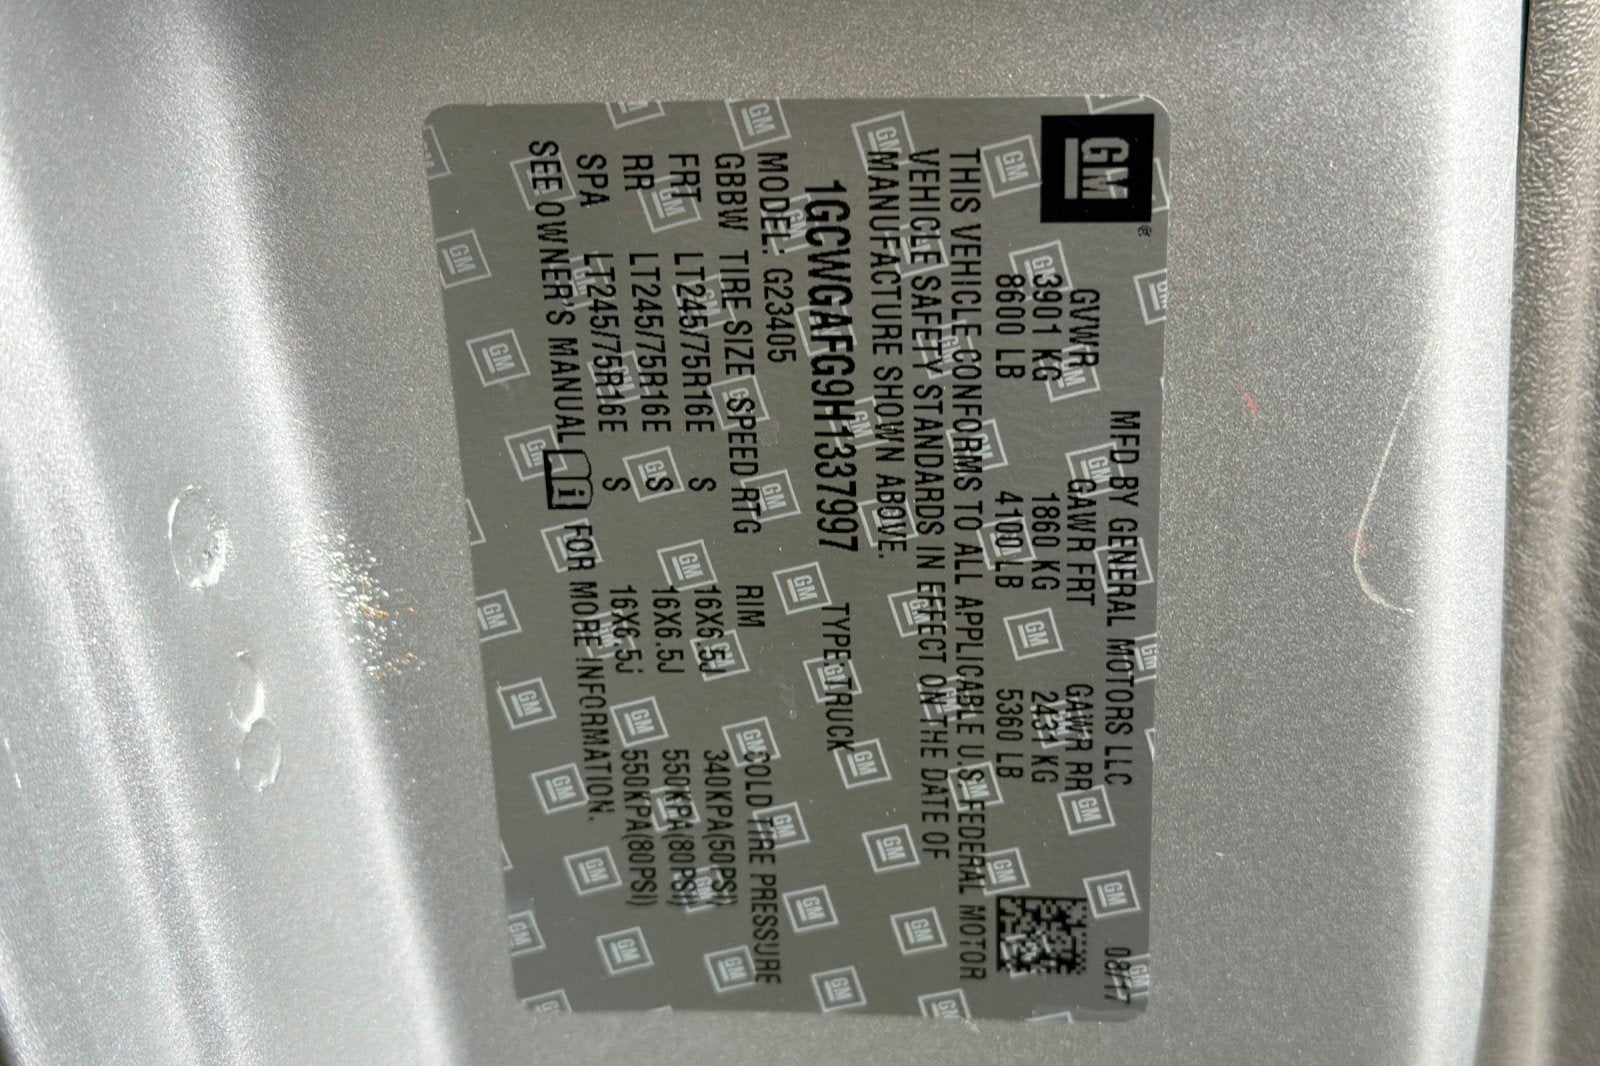 GM
MFD BY GENERAL MOTORS LLC 08/17
GVWR GAWR FRT GAWR RR
3901 KG 1860 KG 2431 KG
8600 LB 4100 LB 5360 LB
THIS VEHICLE CONFORMS TO ALL APPLICABLE U.S. FEDERAL MOTOR
VEHICLE SAFETY STANDARDS IN EFFECT ON THE DATE OF
MANUFACTURE SHOWN ABOVE.
1GCWGAFG9H1337997 TYPE: TRUCK
MODEL: G23405
GBBW TIRE SIZE SPEED RTG RIM COLD TIRE PRESSURE
FRT LT245/75R16E S 16X6.5J 340KPA(50PSI)
RR LT245/75R16E S 16X6.5J 550KPA(80PSI)
SPA LT245/75R16E S 16X6.5J 550KPA(80PSI)
SEE OWNER'S MANUAL i FOR MORE INFORMATION.